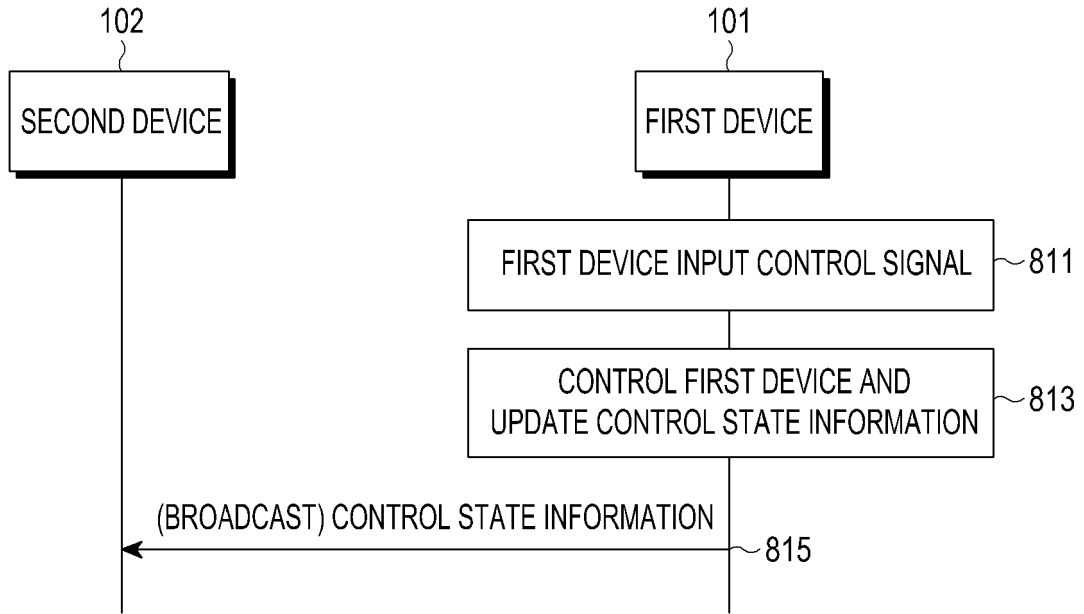 102
101
SECOND DEVICE
FIRST DEVICE
FIRST DEVICE INPUT CONTROL SIGNAL
811
CONTROL FIRST DEVICE AND
UPDATE CONTROL STATE INFORMATION
813
(BROADCAST) CONTROL STATE INFORMATION
815